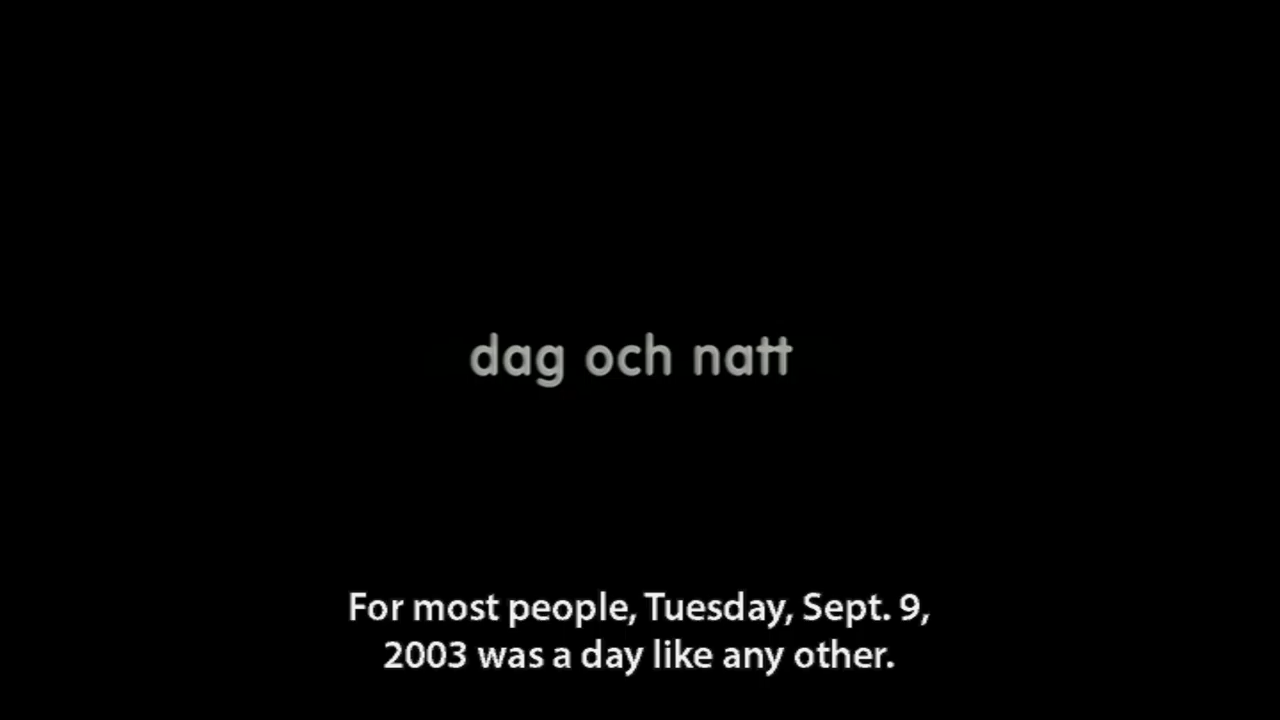 dag och natt
For most people, Tuesday, Sept. 9,
2003 was a day like any other.